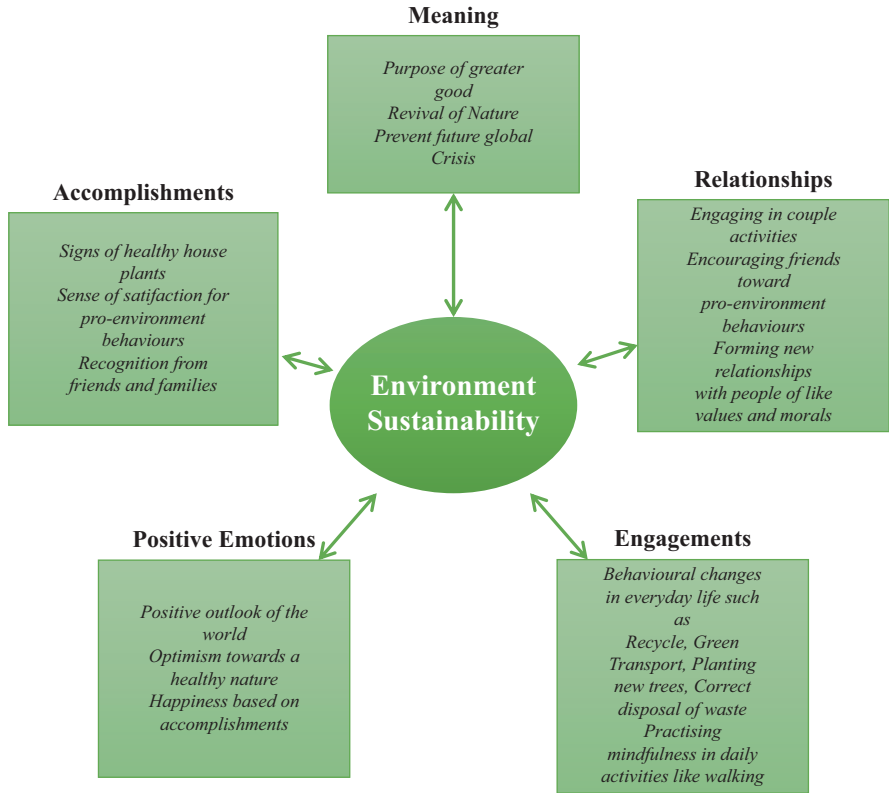 Meaning
Purpose of greater
good
Revival of Nature
Prevent future global
Crisis
Accomplishments
Signs of healthy house
plants
Sense of satifaction for
pro-environment
behaviours
Recognition from
friends and families
Relationships
Engaging in couple
activities
Encouraging friends
toward
pro-environment
behaviours
Forming new
relationships
with people of like
values and morals
Environment
Sustainability
Positive Emotions
Positive outlook of the
world
Optimism towards a
healthy nature
Happiness based on
accomplishments
Engagements
Behavioural changes
in everyday life such
as
Recycle, Green
Transport, Planting
new trees, Correct
disposal of waste
Practising
mindfulness in daily
activities like walking